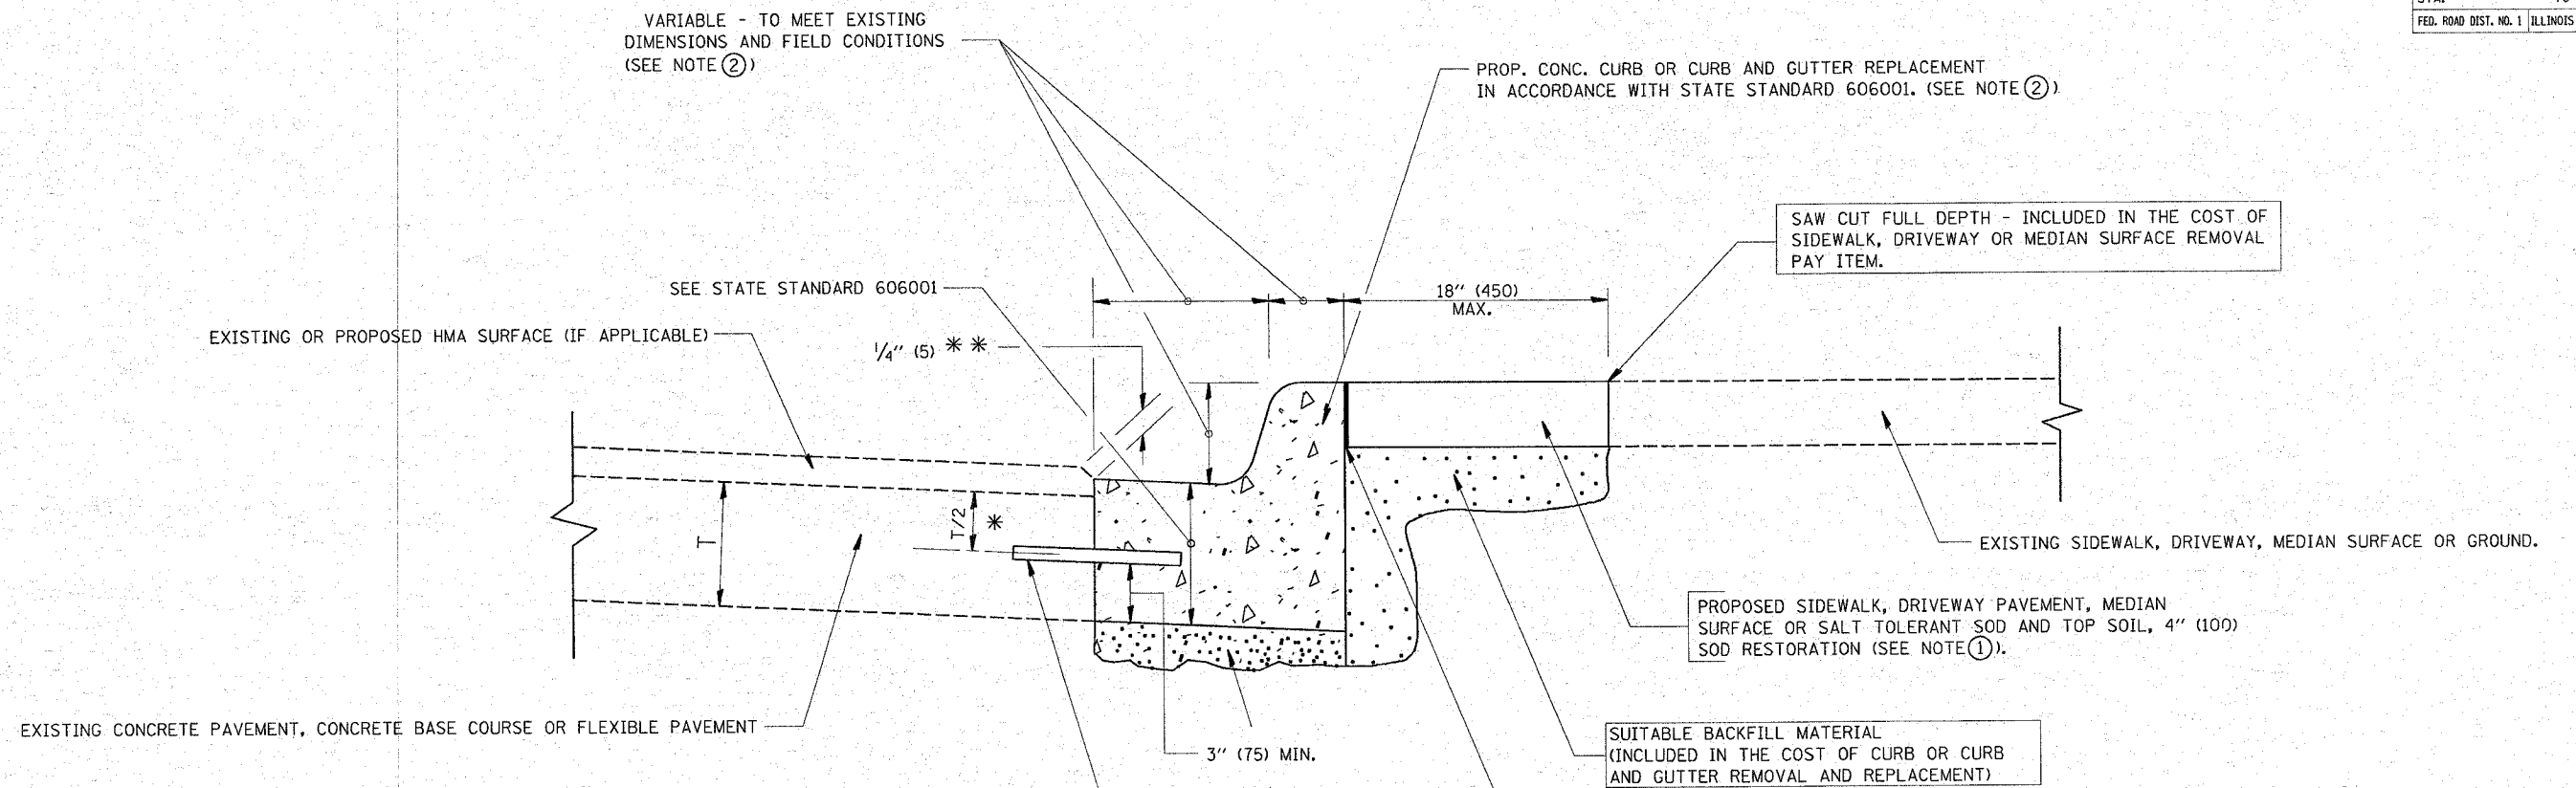 VARIABLE - TO MEET EXISTING
DIMENSIONS AND FIELD CONDITIONS
(SEE NOTE ②)
FED. ROAD DIST. NO. 1 ILLINOIS
PROP. CONC. CURB OR CURB AND GUTTER REPLACEMENT
IN ACCORDANCE WITH STATE STANDARD 606001. (SEE NOTE ②)
SAW CUT FULL DEPTH - INCLUDED IN THE COST OF
SIDEWALK, DRIVEWAY OR MEDIAN SURFACE REMOVAL
PAY ITEM.
SEE STATE STANDARD 606001
18" (450)
MAX.
EXISTING OR PROPOSED HMA SURFACE (IF APPLICABLE)
1/4" (5) * *
T
T/2
*
EXISTING SIDEWALK, DRIVEWAY, MEDIAN SURFACE OR GROUND.
PROPOSED SIDEWALK, DRIVEWAY PAVEMENT, MEDIAN
SURFACE OR SALT TOLERANT SOD AND TOP SOIL, 4" (100)
SOD RESTORATION (SEE NOTE ①).
EXISTING CONCRETE PAVEMENT, CONCRETE BASE COURSE OR FLEXIBLE PAVEMENT
3" (75) MIN.
SUITABLE BACKFILL MATERIAL
(INCLUDED IN THE COST OF CURB OR CURB
AND GUTTER REMOVAL AND REPLACEMENT)